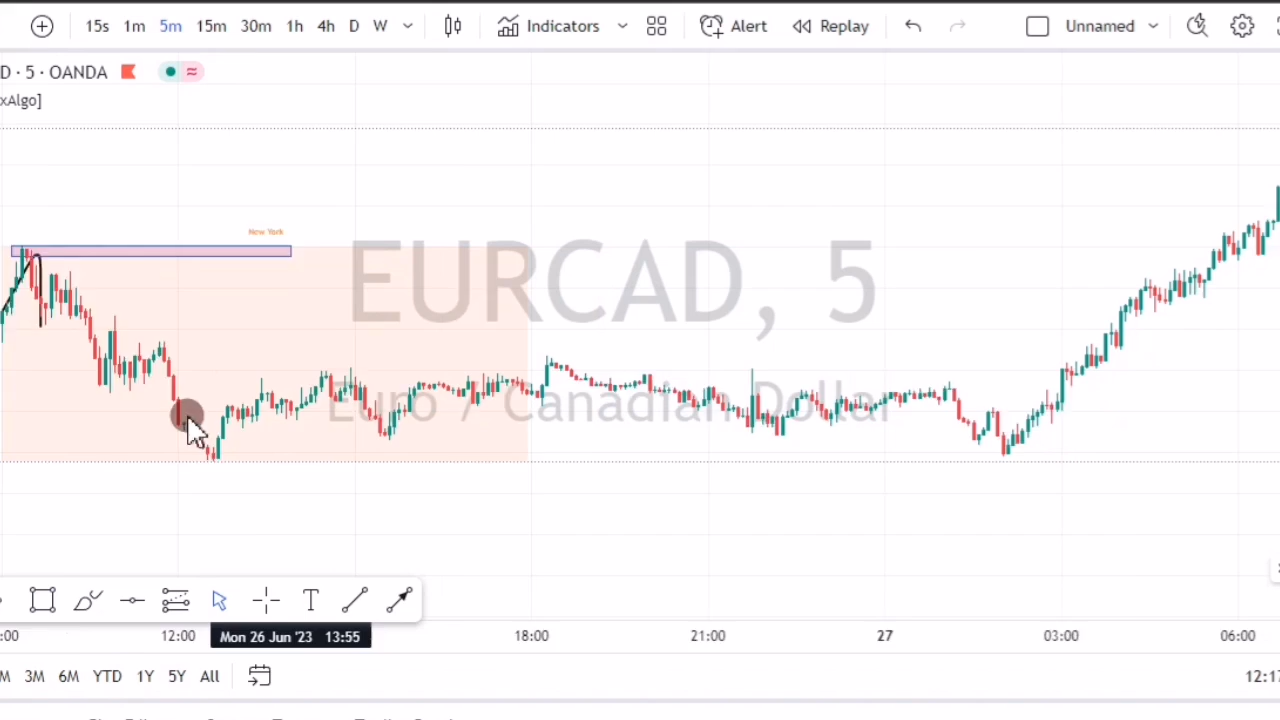 15s 1m 5m 15m 30m 1h 4h D W Indicators Alert Replay Unnamed
D · 5 · OANDA
xAlgo]
New York
EURCAD, 5
Euro / Canadian Dollar
T
:00 12:00 Mon 26 Jun '23 13:55 18:00 21:00 27 03:00 06:00
M 3M 6M YTD 1Y 5Y All 12:17